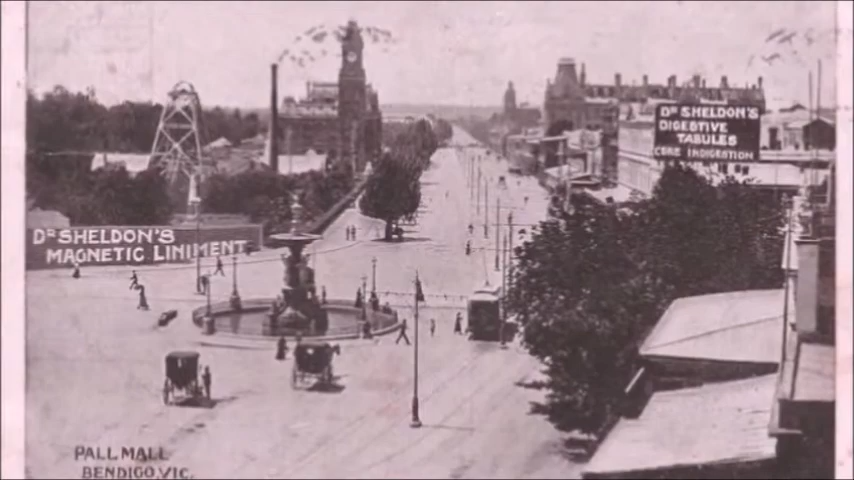 DR SHELDON'S
DIGESTIVE
TABULES
CURE INDIGESTION
DR SHELDON'S
MAGNETIC LINIMENT
PALL MALL
BENDIGO, VIC.